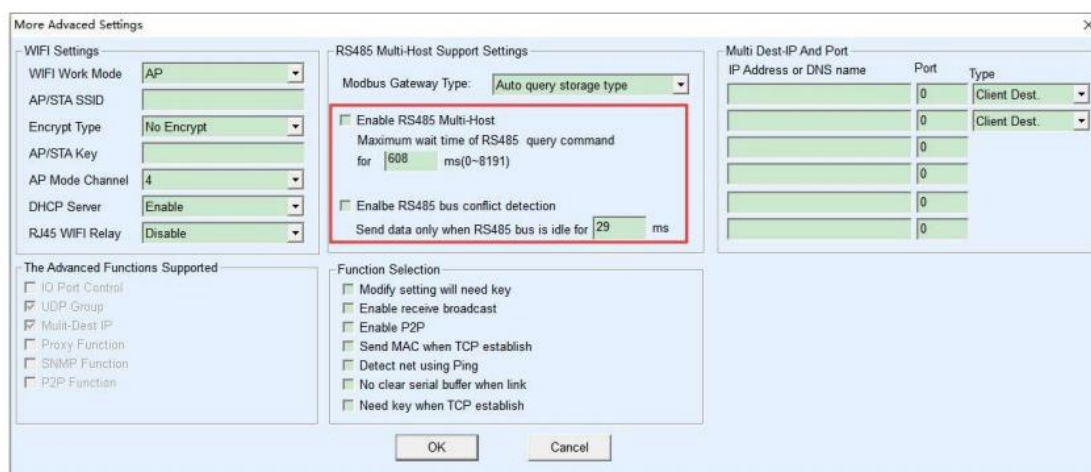 More Advaced Settings
WIFI Settings
WIFI Work Mode AP
AP/STA SSID
Encrypt Type No Encrypt
AP/STA Key
AP Mode Channel 4
DHCP Server Enable
RJ45 WIFI Relay Disable
The Advanced Functions Supported
IO Port Control
UDP Group
Mulit-Dest IP
Proxy Function
SNMP Function
P2P Function
RS485 Multi-Host Support Settings
Modbus Gateway Type: Auto query storage type
Enable RS485 Multi-Host
Maximum wait time of RS485 query command
for 608 ms(0~8191)
Enalbe RS485 bus conflict detection
Send data only when RS485 bus is idle for 29 ms
Function Selection
Modify setting will need key
Enable receive broadcast
Enable P2P
Send MAC when TCP establish
Detect net using Ping
No clear serial buffer when link
Need key when TCP establish
Multi Dest-IP And Port
IP Address or DNS name Port Type
0 Client Dest.
0 Client Dest.
0
0
0
0
OK Cancel